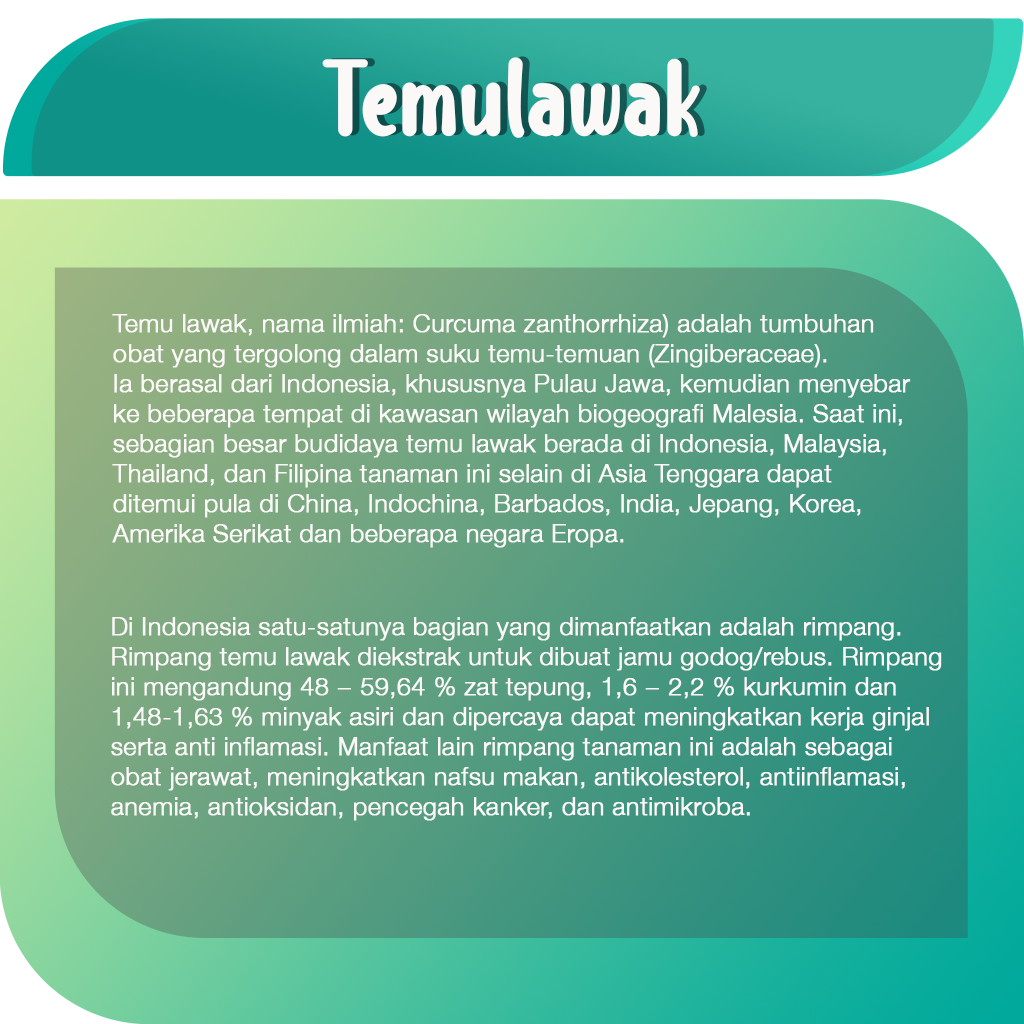 Temulawak
Temu lawak, nama ilmiah: Curcuma zanthorrhiza) adalah tumbuhan
obat yang tergolong dalam suku temu-temuan (Zingiberaceae).
Ia berasal dari Indonesia, khususnya Pulau Jawa, kemudian menyebar
ke beberapa tempat di kawasan wilayah biogeografi Malesia. Saat ini,
sebagian besar budidaya temu lawak berada di Indonesia, Malaysia,
Thailand, dan Filipina tanaman ini selain di Asia Tenggara dapat
ditemui pula di China, Indochina, Barbados, India, Jepang, Korea,
Amerika Serikat dan beberapa negara Eropa.
Di Indonesia satu-satunya bagian yang dimanfaatkan adalah rimpang.
Rimpang temu lawak diekstrak untuk dibuat jamu godog/rebus. Rimpang
ini mengandung 48 – 59,64 % zat tepung, 1,6 – 2,2 % kurkumin dan
1,48-1,63 % minyak asiri dan dipercaya dapat meningkatkan kerja ginjal
serta anti inflamasi. Manfaat lain rimpang tanaman ini adalah sebagai
obat jerawat, meningkatkan nafsu makan, antikolesterol, antiinflamasi,
anemia, antioksidan, pencegah kanker, dan antimikroba.